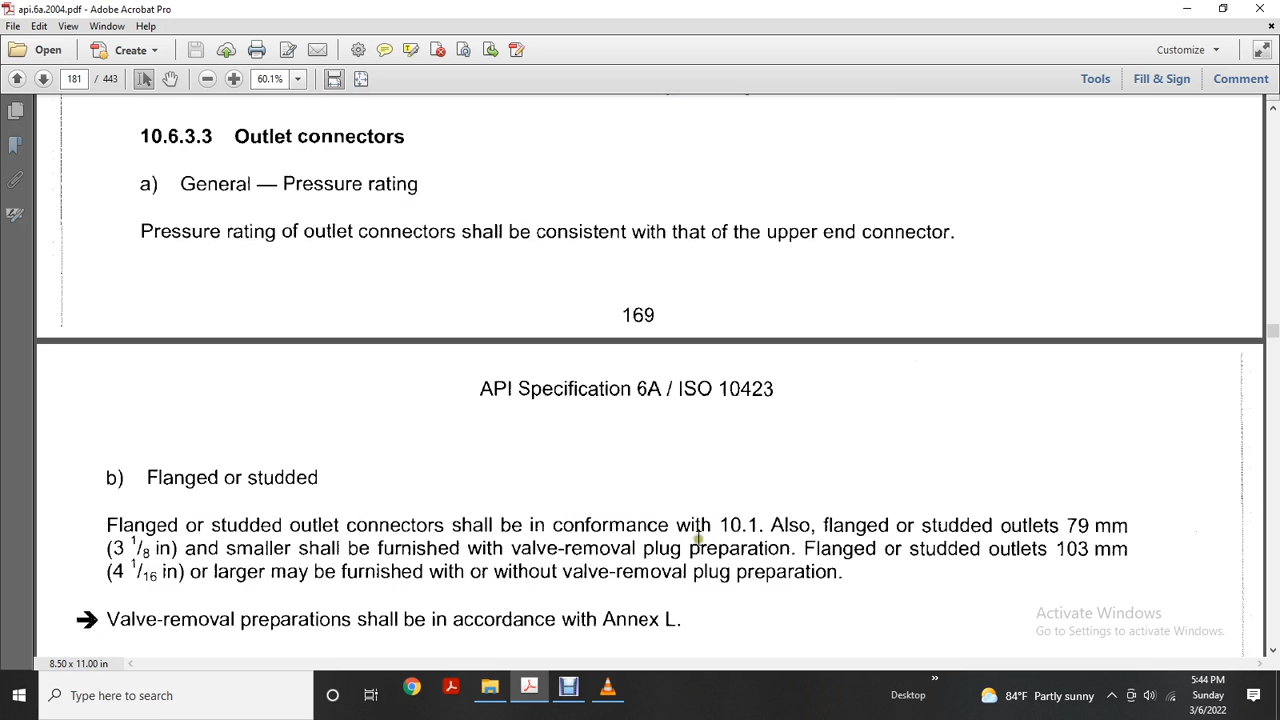 api.6a.2004.pdf - Adobe Acrobat Pro
File Edit View Window Help
Open Create Customize
181 / 443 60.1% Tools Fill & Sign Comment
10.6.3.3 Outlet connectors
a) General — Pressure rating
Pressure rating of outlet connectors shall be consistent with that of the upper end connector.
169
API Specification 6A / ISO 10423
b) Flanged or studded
Flanged or studded outlet connectors shall be in conformance with 10.1. Also, flanged or studded outlets 79 mm
(3 1/8 in) and smaller shall be furnished with valve-removal plug preparation. Flanged or studded outlets 103 mm
(4 1/16 in) or larger may be furnished with or without valve-removal plug preparation.
➔ Valve-removal preparations shall be in accordance with Annex L.
Activate Windows
Go to Settings to activate Windows.
8.50 x 11.00 in
Type here to search
Desktop
84°F Partly sunny
5:44 PM
Sunday
3/6/2022